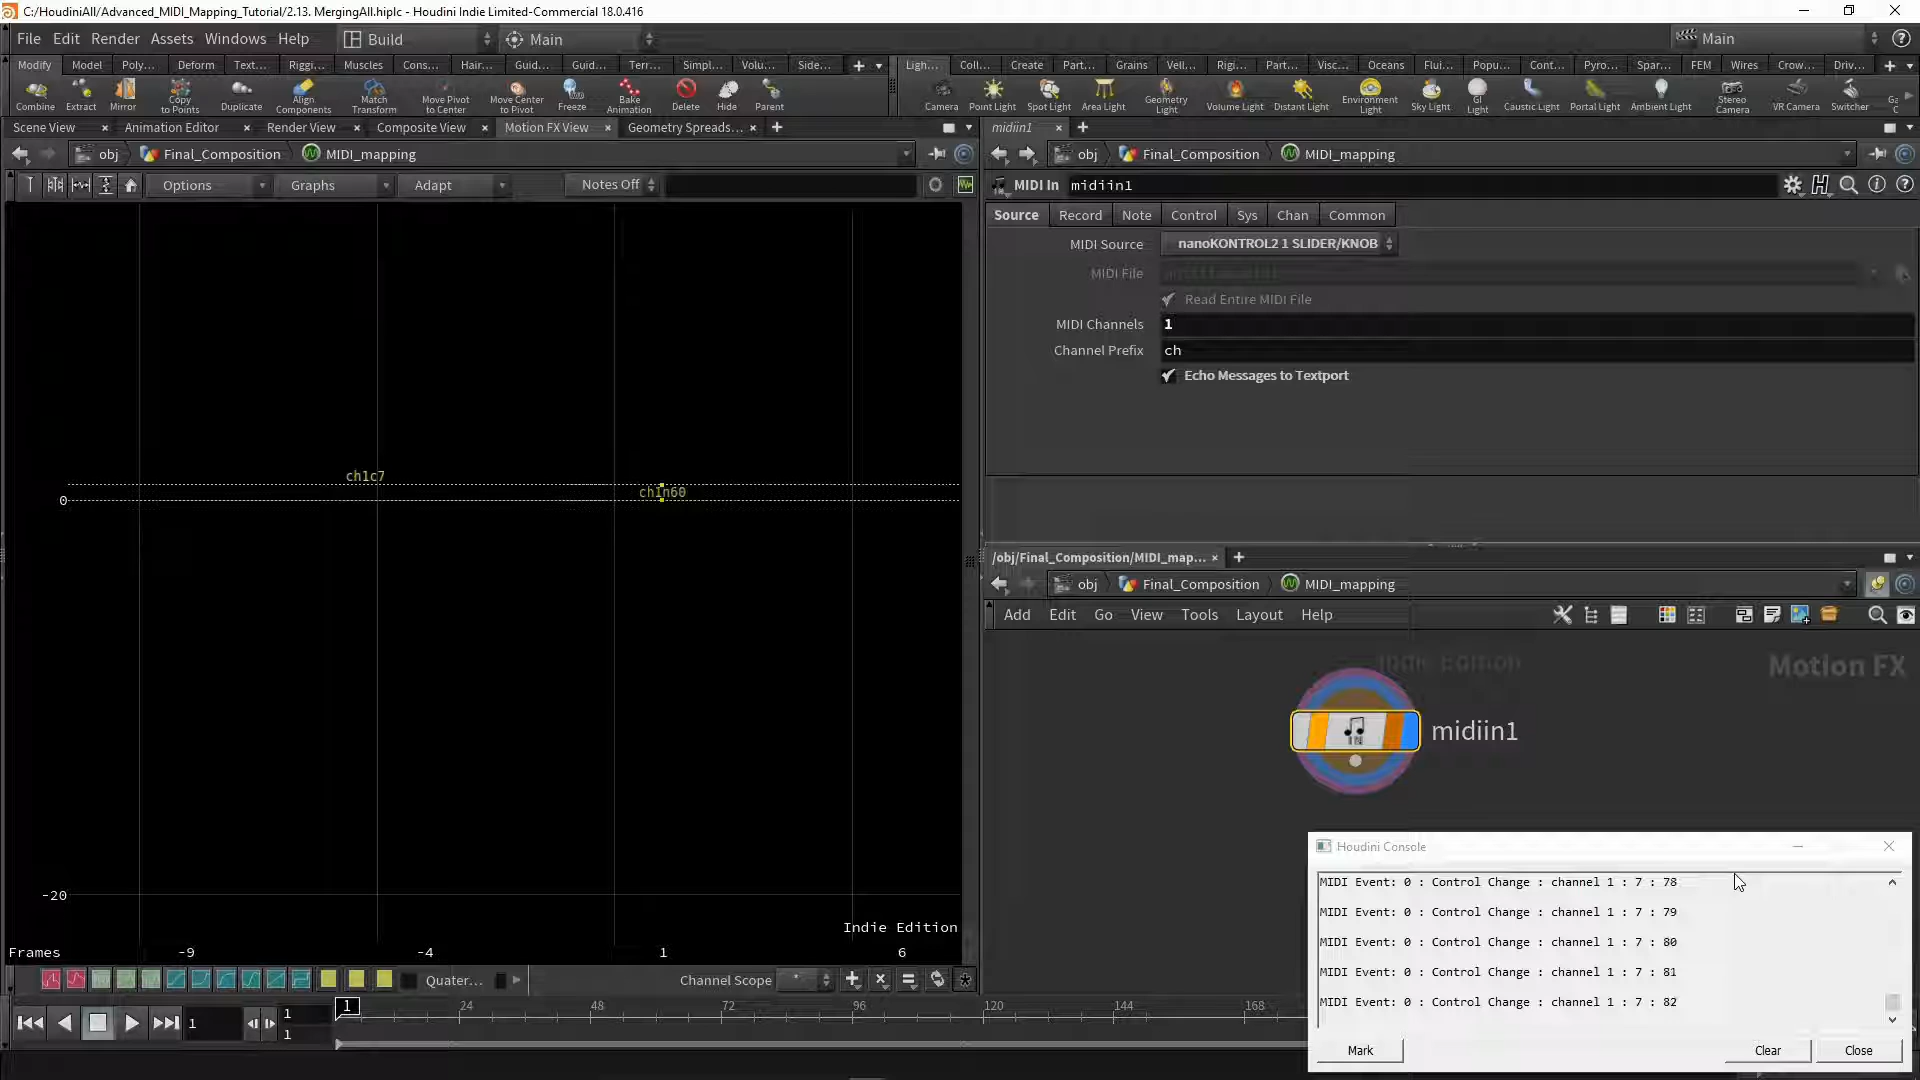 C:/HoudiniAll/Advanced_MIDI_Mapping_Tutorial/2.13. MergingAll.hiplc - Houdini Indie Limited-Commercial 18.0.416
File Edit Render Assets Windows Help Build Main Main
Modify Model Poly... Deform Text... Riggi... Muscles Cons... Hair... Guid... Guid... Terr... Simpl... Volu... Side... Ligh... Coll... Create Part... Grains Vell... Rigi... Part... Visc... Oceans Flui... Popu... Cont... Pyro... Spar... FEM Wires Crow... Driv...
Combine Extract Mirror Copy to Points Duplicate Align Components Match Transform Move Pivot to Center Move Center to Pivot Freeze Bake Animation Delete Hide Parent Camera Point Light Spot Light Area Light Geometry Light Volume Light Distant Light Environment Light Sky Light GI Light Caustic Light Portal Light Ambient Light Stereo Camera VR Camera Switcher
Scene View Animation Editor Render View Composite View Motion FX View Geometry Spreads... midiin1
obj Final_Composition MIDI_mapping obj Final_Composition MIDI_mapping
Options Graphs Adapt Notes Off MIDI In midiin1
Source Record Note Control Sys Chan Common
MIDI Source nanoKONTROL2 1 SLIDER/KNOB
MIDI File
Read Entire MIDI File
MIDI Channels 1
Channel Prefix ch
Echo Messages to Textport
ch1c7
ch1n60
0
-20
Indie Edition
Frames -9 -4 1 6
/obj/Final_Composition/MIDI_map...
obj Final_Composition MIDI_mapping
Add Edit Go View Tools Layout Help
Indie Edition
Motion FX
midiin1
Quater... Channel Scope *
1 1 1 1 24 48 72 96 120 144 168
Houdini Console
MIDI Event: 0 : Control Change : channel 1 : 7 : 78
MIDI Event: 0 : Control Change : channel 1 : 7 : 79
MIDI Event: 0 : Control Change : channel 1 : 7 : 80
MIDI Event: 0 : Control Change : channel 1 : 7 : 81
MIDI Event: 0 : Control Change : channel 1 : 7 : 82
Mark Clear Close